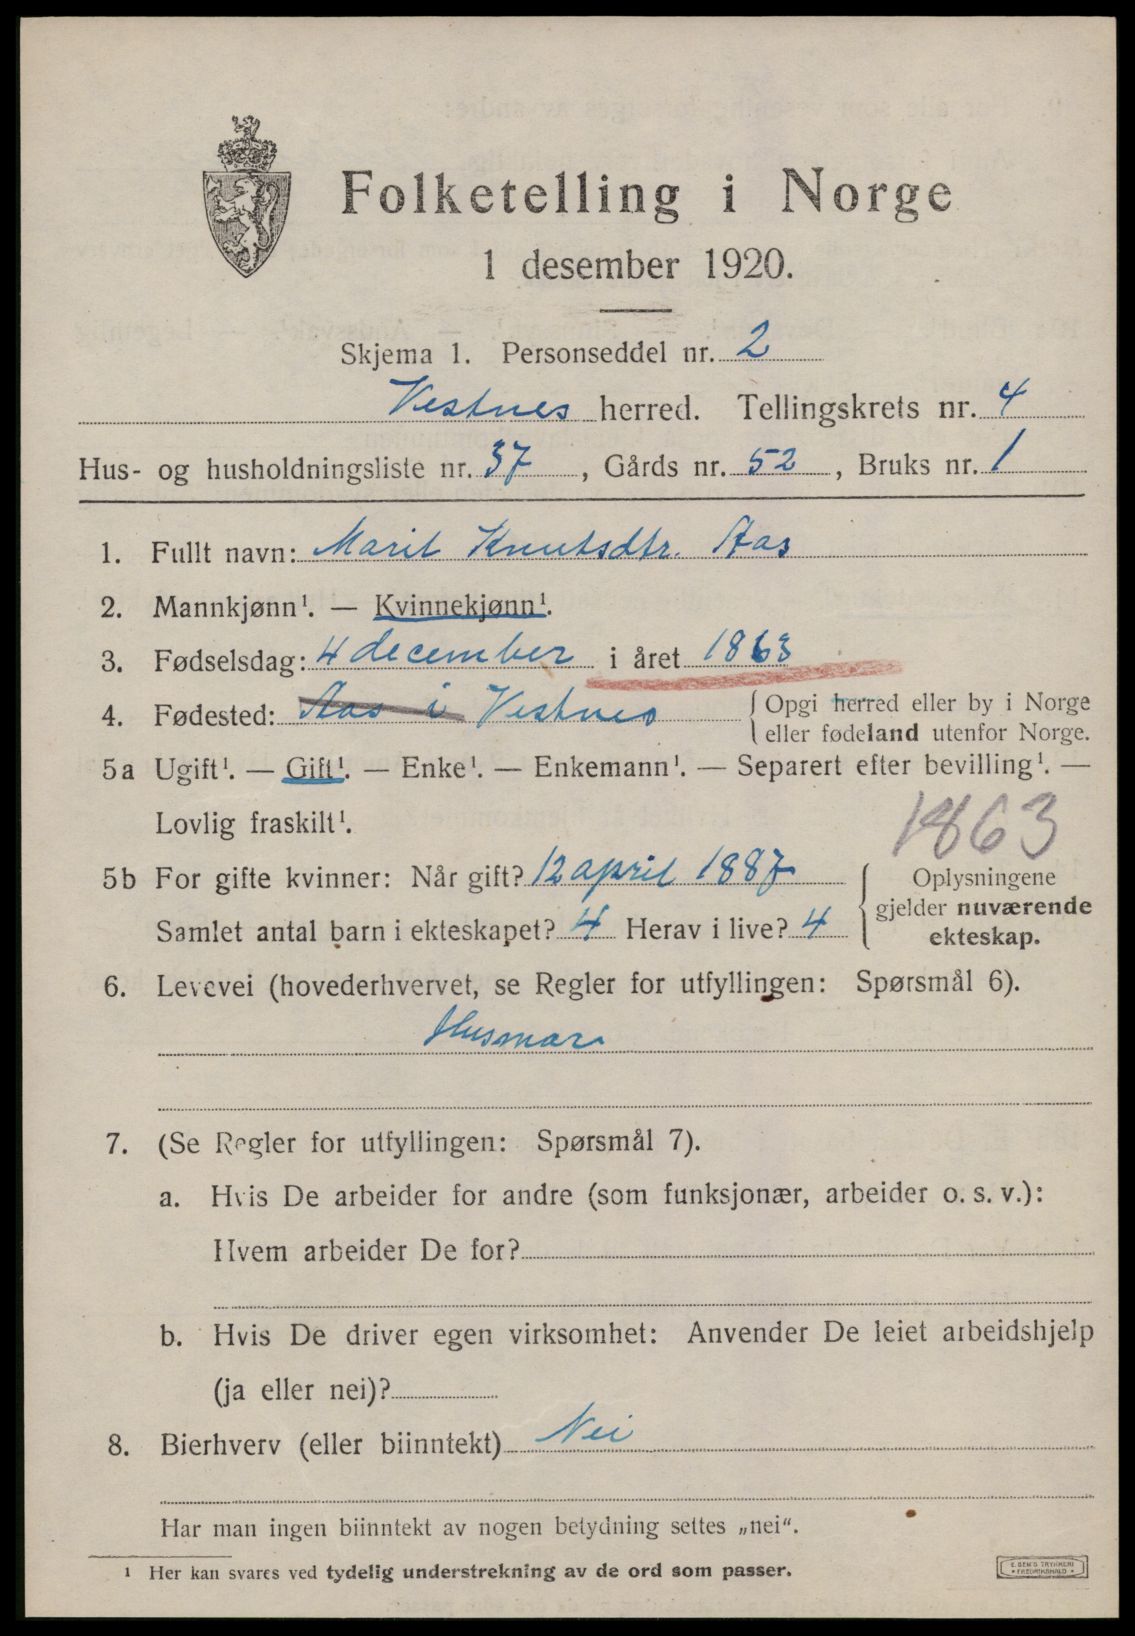 Folketelling i Norge
1 desember 1920.
Skjema 1. Personseddel nr. 2
Vestnes herred. Tellingskrets nr. 4
Hus- og husholdningsliste nr. 37, Gårds nr. 52, Bruks nr. 1
1. Fullt navn: Marit Knutsdtr. Aas
2. Mannkjønn¹. — Kvinnekjønn¹.
3. Fødselsdag: 4 december i året 1863
4. Fødested: Aas i Vestnes {Opgi herred eller by i Norge
eller fødeland utenfor Norge.
5a Ugift¹. — Gift¹. — Enke¹. — Enkemann¹. — Separert efter bevilling¹. —
Lovlig fraskilt¹.
1863
5b For gifte kvinner: Når gift? 12 april 1887
Samlet antal barn i ekteskapet? 4 Herav i live? 4
{Oplysningene
gjelder nuværende
ekteskap.
6. Levevei (hovederhvervet, se Regler for utfyllingen: Spørsmål 6).
Husmor
7. (Se Regler for utfyllingen: Spørsmål 7).
a. Hvis De arbeider for andre (som funksjonær, arbeider o. s. v.):
Hvem arbeider De for?
b. Hvis De driver egen virksomhet: Anvender De leiet arbeidshjelp
(ja eller nei)?
8. Bierhverv (eller biinntekt) Nei
Har man ingen biinntekt av nogen betydning settes „nei“.
¹ Her kan svares ved tydelig understrekning av de ord som passer.